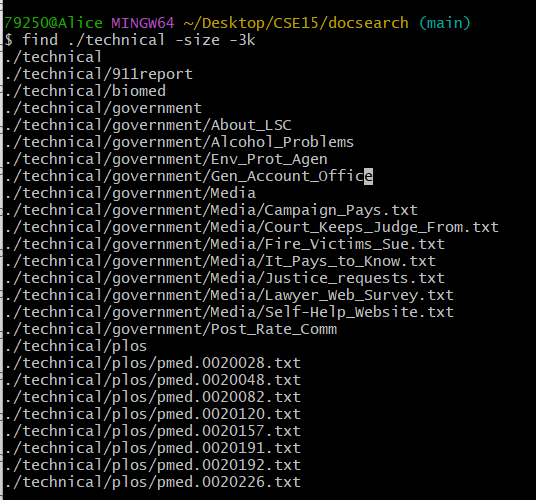 79250@Alice MINGW64 ~/Desktop/CSE15/docsearch (main)
$ find ./technical -size -3k
./technical
./technical/911report
./technical/biomed
./technical/government
./technical/government/About_LSC
./technical/government/Alcohol_Problems
./technical/government/Env_Prot_Agen
./technical/government/Gen_Account_Office
./technical/government/Media
./technical/government/Media/Campaign_Pays.txt
./technical/government/Media/Court_Keeps_Judge_From.txt
./technical/government/Media/Fire_Victims_Sue.txt
./technical/government/Media/It_Pays_to_Know.txt
./technical/government/Media/Justice_requests.txt
./technical/government/Media/Lawyer_Web_Survey.txt
./technical/government/Media/Self-Help_Website.txt
./technical/government/Post_Rate_Comm
./technical/plos
./technical/plos/pmed.0020028.txt
./technical/plos/pmed.0020048.txt
./technical/plos/pmed.0020082.txt
./technical/plos/pmed.0020120.txt
./technical/plos/pmed.0020157.txt
./technical/plos/pmed.0020191.txt
./technical/plos/pmed.0020192.txt
./technical/plos/pmed.0020226.txt